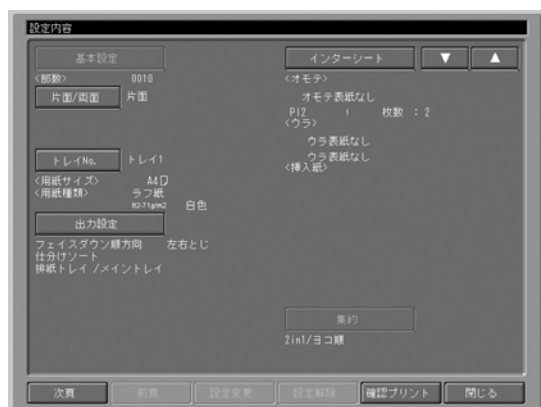 設定内容
基本設定
<部数> 0010
片面/両面 片面
トレイNo. トレイ1
<用紙サイズ> A4
<用紙種類> ラフ紙
62-71g/m2 白色
出力設定
フェイスダウン順方向 左右とじ
仕分けソート
排紙トレイ /メイントレイ
インターシート ▼ ▲
<オモテ>
オモテ表紙なし
PI2 枚数 : 2
<ウラ>
ウラ表紙なし
ウラ表紙なし
<挿入紙>
集約
2in1/ヨコ順
次頁 前頁 設定変更 設定解除 確認プリント 閉じる